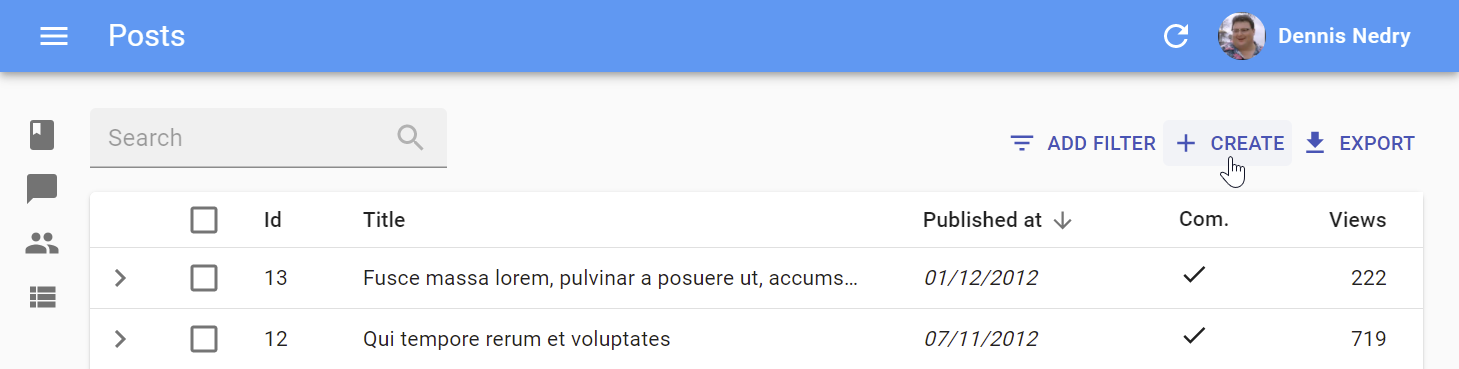 Posts
Dennis Nedry
Search
ADD FILTER CREATE EXPORT
Id Title Published at Com. Views
13 Fusce massa lorem, pulvinar a posuere ut, accums... 01/12/2012 222
12 Qui tempore rerum et voluptates 07/11/2012 719